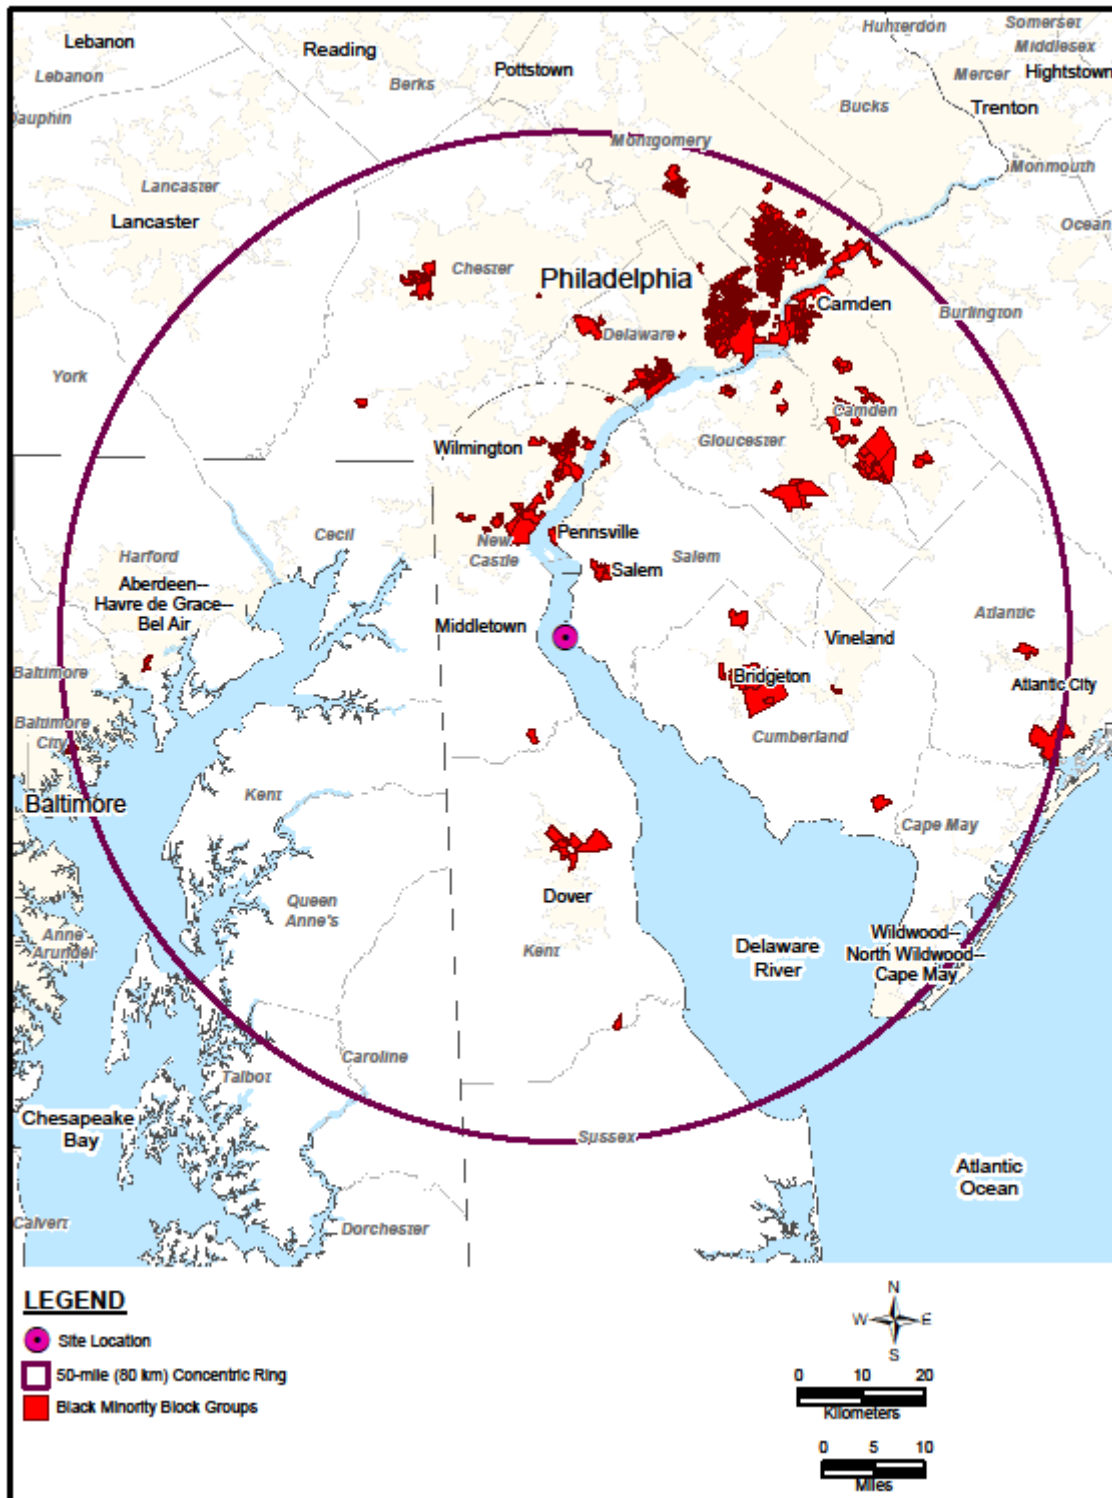 Hunterdon
Somerset
Lebanon
Reading
Middlesex
Pottstown
Mercer
Hightstown
Lebanon
Berks
Bucks
Trenton
Dauphin
Montgomery
Monmouth
Lancaster
Lancaster
Ocean
Chester
Philadelphia
Camden
Burlington
Delaware
York
Camden
Gloucester
Wilmington
Pennsville
Cecil
New
Castle
Harford
Salem
Salem
Aberdeen--
Havre de Grace--
Bel Air
Middletown
Atlantic
Vineland
Baltimore
Bridgeton
Atlantic City
Baltimore
City
Cumberland
Kent
Baltimore
Cape May
Queen
Anne's
Dover
Anne
Arundel
Kent
Delaware
River
Wildwood--
North Wildwood--
Cape May
Caroline
Talbot
Chesapeake
Bay
Sussex
Atlantic
Ocean
Calvert
Dorchester
LEGEND
Site Location
50-mile (80 km) Concentric Ring
Black Minority Block Groups
N
W E
S
0 10 20
Kilometers
0 5 10
Miles